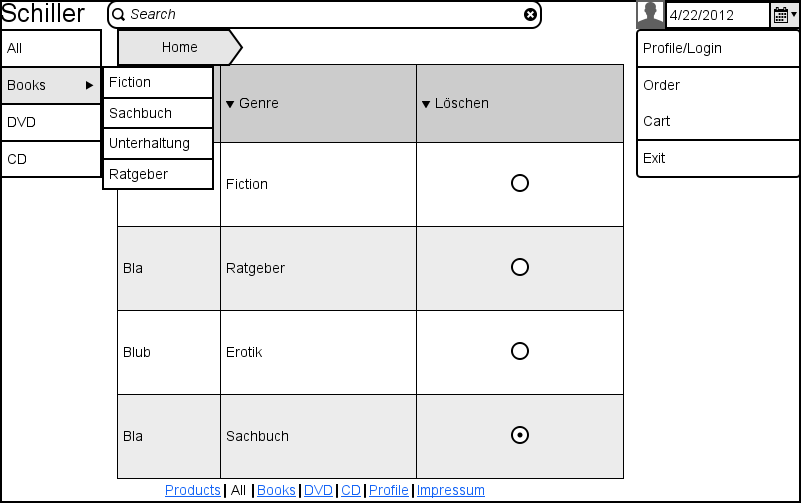 Schiller
Search
4/22/2012
All
Books
DVD
CD
Fiction
Sachbuch
Unterhaltung
Ratgeber
Home
Genre Löschen
Fiction
Bla Ratgeber
Blub Erotik
Bla Sachbuch
Profile/Login
Order
Cart
Exit
Products | All | Books | DVD | CD | Profile | Impressum